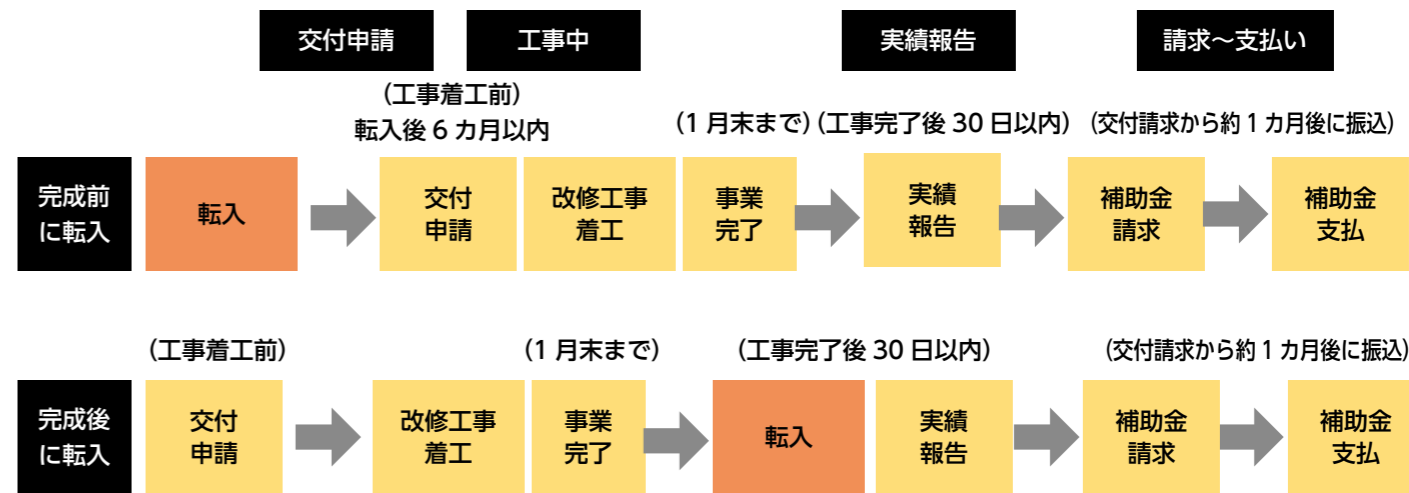 交付申請
工事中
実績報告
請求～支払い
（工事着工前）
転入後 6 カ月以内
（1 月末まで）
（工事完了後 30 日以内）
（交付請求から約 1 カ月後に振込）
完成前
に転入
転入
交付
申請
改修工事
着工
事業
完了
実績
報告
補助金
請求
補助金
支払
（工事着工前）
（1 月末まで）
（工事完了後 30 日以内）
（交付請求から約 1 カ月後に振込）
完成後
に転入
交付
申請
改修工事
着工
事業
完了
転入
実績
報告
補助金
請求
補助金
支払